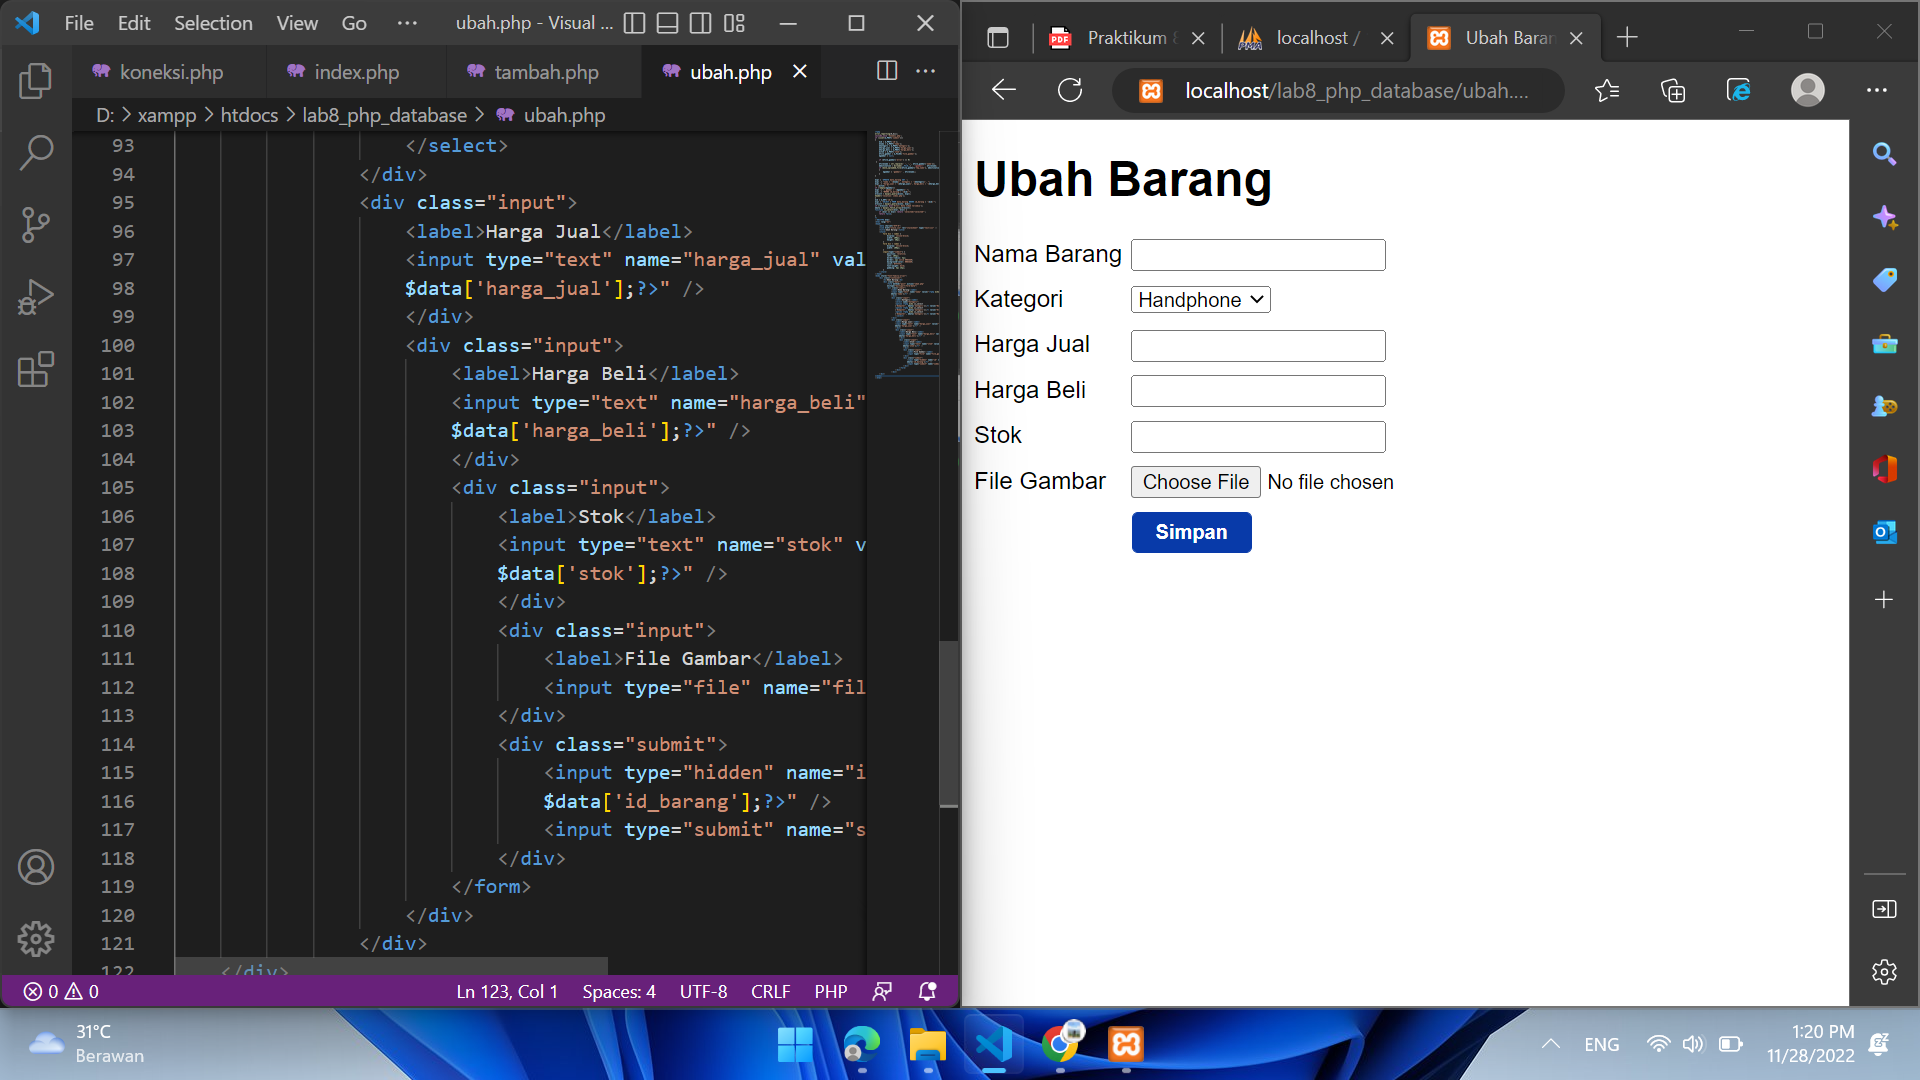 File Edit Selection View Go ··· ubah.php - Visual ...
koneksi.php index.php tambah.php ubah.php
D: > xampp > htdocs > lab8_php_database > ubah.php
93 </select>
94 </div>
95 <div class="input">
96 <label>Harga Jual</label>
97 <input type="text" name="harga_jual" val
98 $data['harga_jual'];?>" />
99 </div>
100 <div class="input">
101 <label>Harga Beli</label>
102 <input type="text" name="harga_beli"
103 $data['harga_beli'];?>" />
104 </div>
105 <div class="input">
106 <label>Stok</label>
107 <input type="text" name="stok" v
108 $data['stok'];?>" />
109 </div>
110 <div class="input">
111 <label>File Gambar</label>
112 <input type="file" name="fil
113 </div>
114 <div class="submit">
115 <input type="hidden" name="i
116 $data['id_barang'];?>" />
117 <input type="submit" name="s
118 </div>
119 </form>
120 </div>
121 </div>
122 </div>
0 0 Ln 123, Col 1 Spaces: 4 UTF-8 CRLF PHP
PDF Praktikum PMA localhost / Ubah Baran
localhost/lab8_php_database/ubah....
Ubah Barang
Nama Barang
Kategori Handphone
Harga Jual
Harga Beli
Stok
File Gambar Choose File No file chosen
Simpan
31°C
Berawan
ENG
1:20 PM
11/28/2022